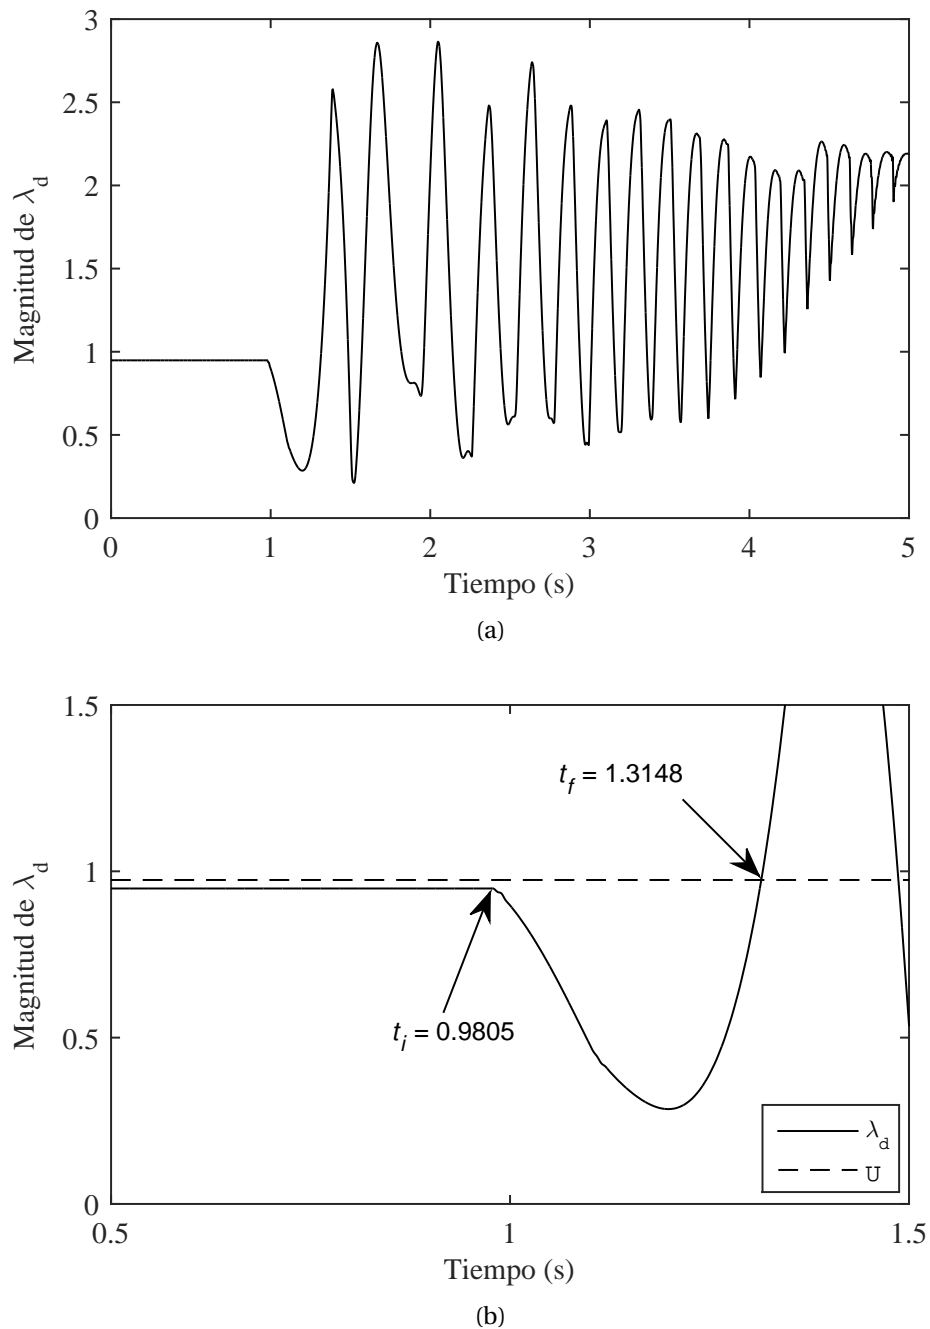 3
2.5
2
1.5
1
0.5
0
Magnitud de λd
0 1 2 3 4 5
Tiempo (s)
(a)
1.5
1
0.5
0
Magnitud de λd
tf = 1.3148
ti = 0.9805
λd
U
0.5 1 1.5
Tiempo (s)
(b)